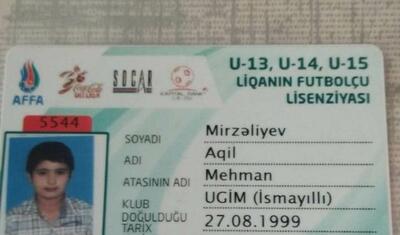 U-13, U-14, U-15
LİQANIN FUTBOLÇU
LİSENZİYASI
AFFA
SOCAR
5544
SOYADI Mirzəliyev
ADI Aqil
ATASININ ADI Mehman
KLUB UGİM (İsmayıllı)
DOĞULDUĞU
TARİX 27.08.1999